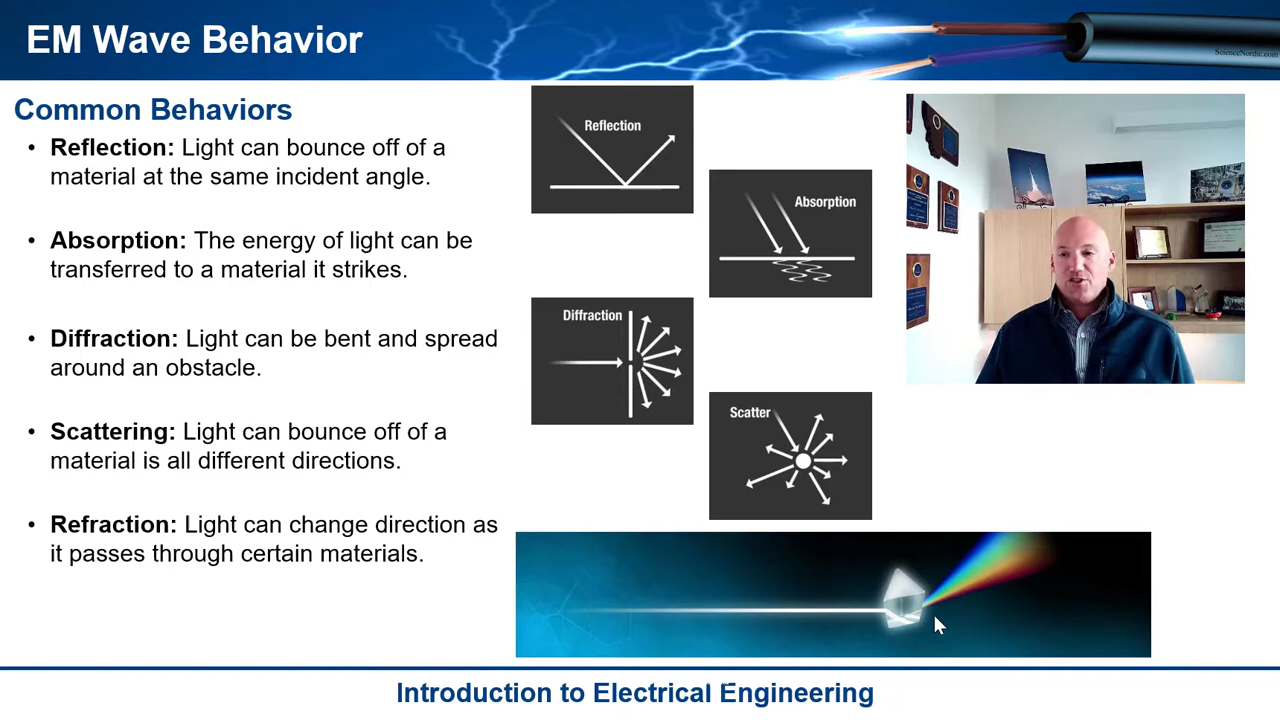 EM Wave Behavior
ScienceNordic.com
Common Behaviors
• Reflection: Light can bounce off of a
material at the same incident angle.
• Absorption: The energy of light can be
transferred to a material it strikes.
• Diffraction: Light can be bent and spread
around an obstacle.
• Scattering: Light can bounce off of a
material is all different directions.
• Refraction: Light can change direction as
it passes through certain materials.
Reflection
Absorption
Diffraction
Scatter
Introduction to Electrical Engineering